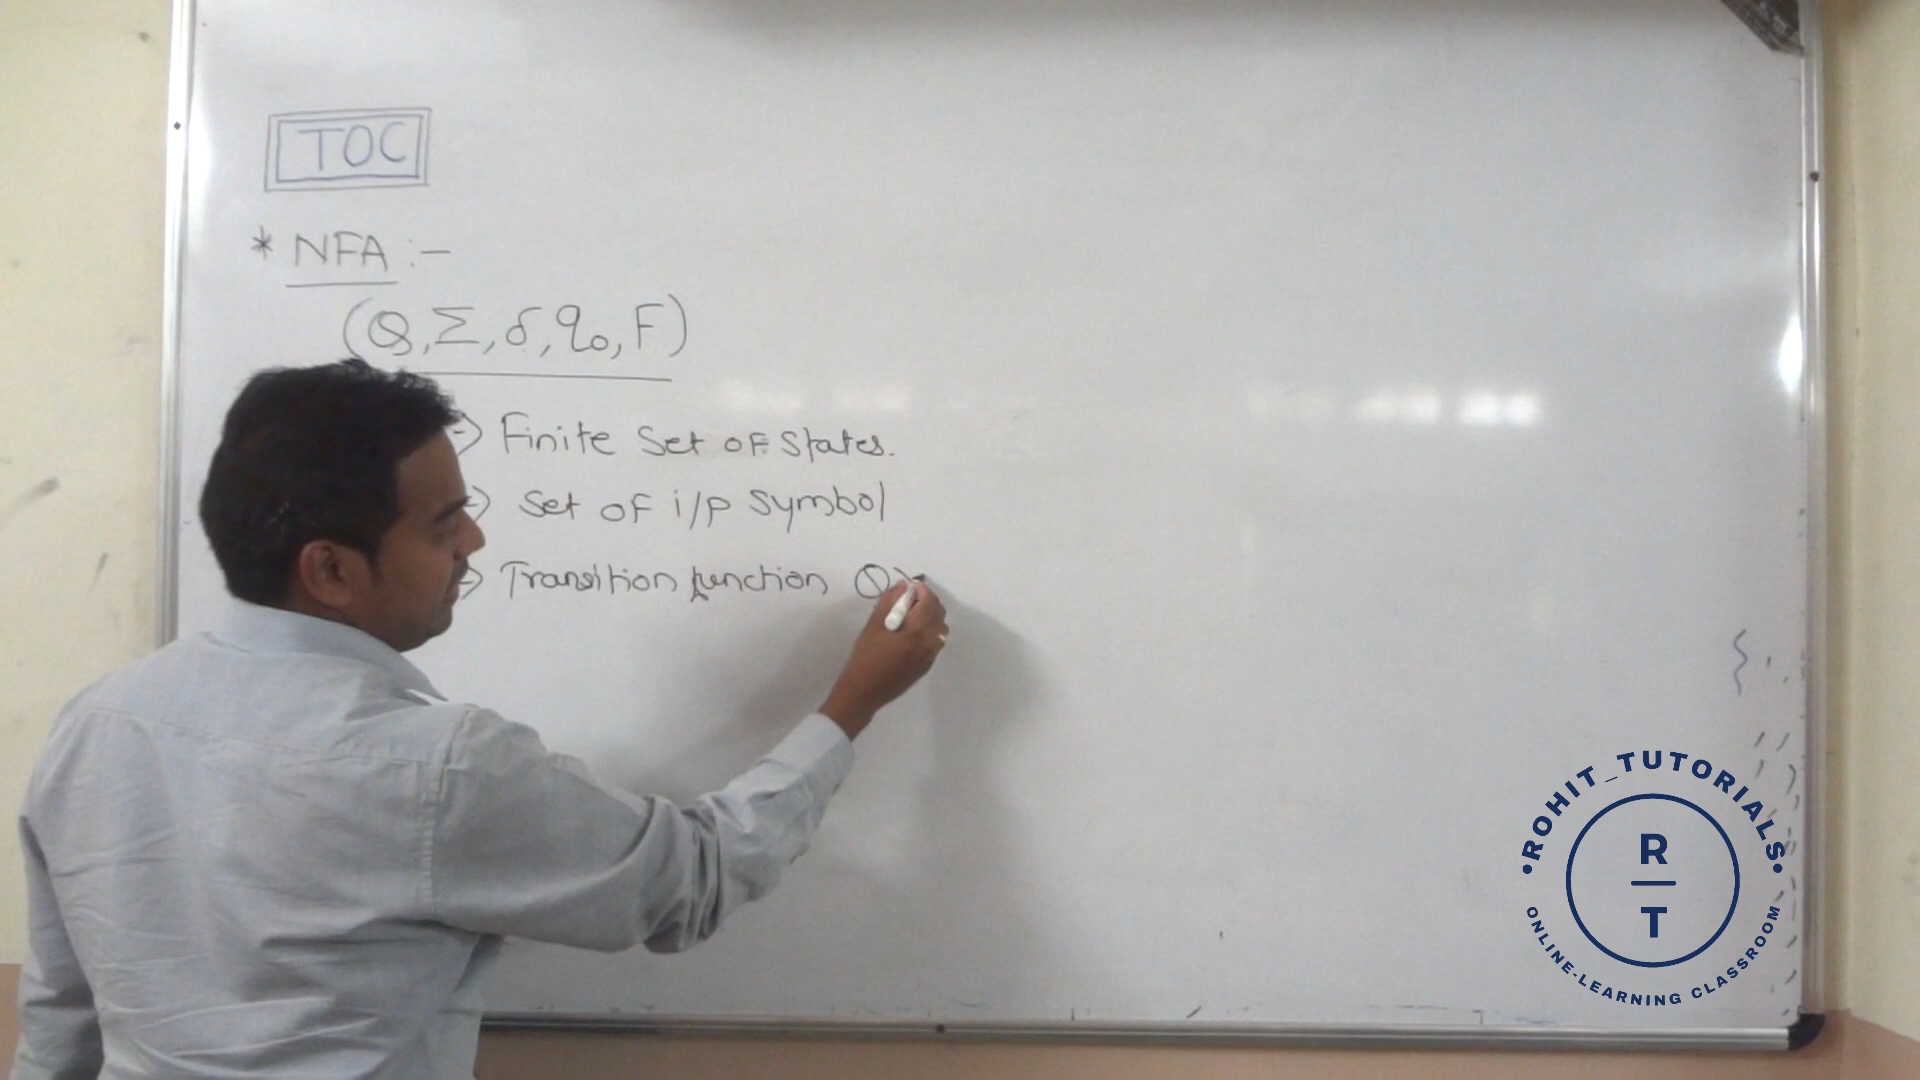 TOC
* NFA :-
(Q, Σ, δ, q₀, F)
→ Finite Set OF States.
→ Set OF i/p Symbol
→ Transition function Q×
•ROHIT_TUTORIALS•
R
T
ONLINE-LEARNING CLASSROOM